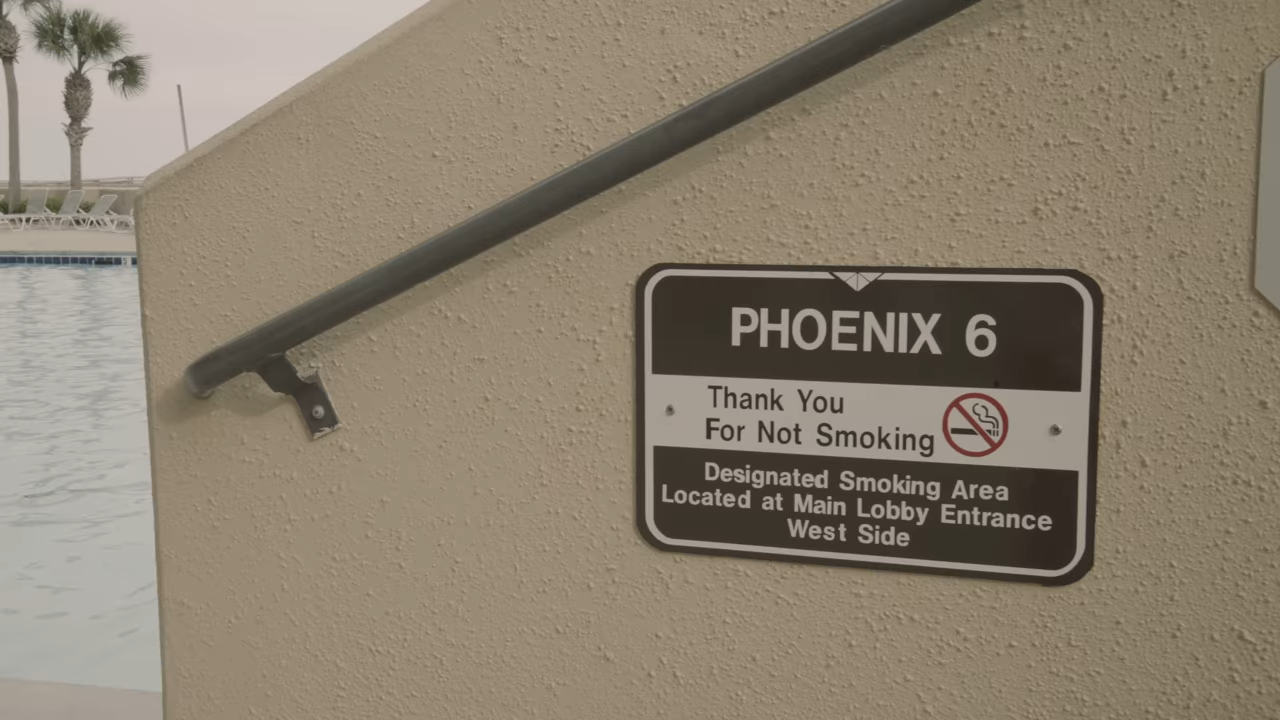 PHOENIX 6
Thank You
For Not Smoking
Designated Smoking Area
Located at Main Lobby Entrance
West Side